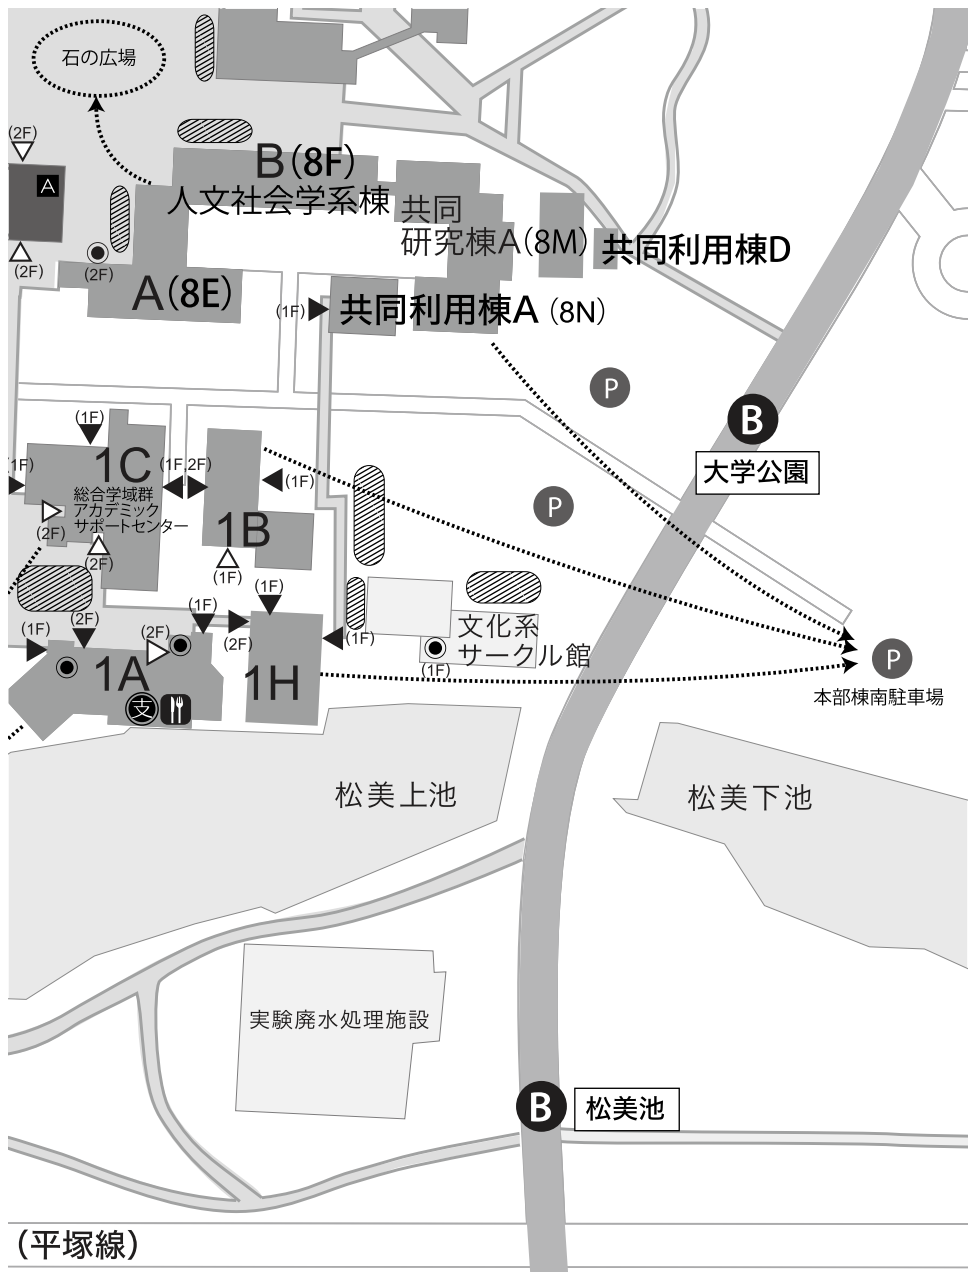 石の広場
(2F)
A
(2F)
(2F)
B(8F)
人文社会学系棟
共同
研究棟A(8M)
共同利用棟D
A(8E)
(1F)
共同利用棟A (8N)
P
B
大学公園
(1F)
1C
(1F)
(1F,2F)
(1F)
総合学域群
アカデミック
サポートセンター
(2F)
(2F)
1B
(1F)
P
(1F)
(1F)
(2F)
(1F)
(2F)
(2F)
(1F)
1A
支
1H
文化系
サークル館
(1F)
P
本部棟南駐車場
松美上池
松美下池
実験廃水処理施設
B
松美池
(平塚線)